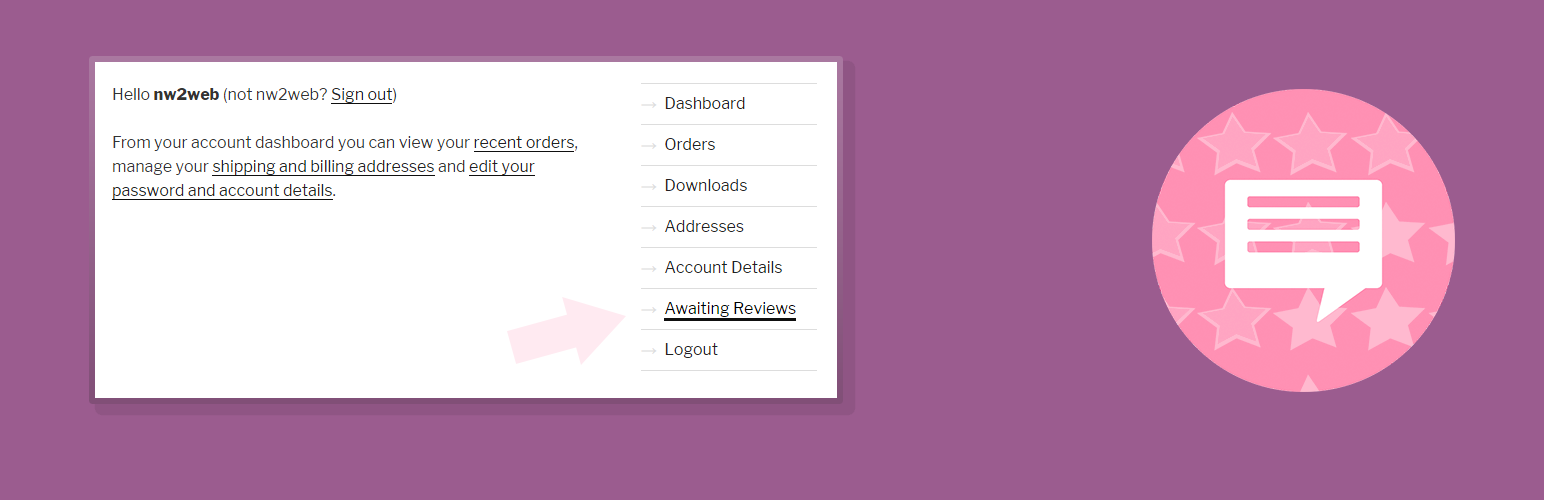 Hello nw2web (not nw2web? Sign out)
From your account dashboard you can view your recent orders,
manage your shipping and billing addresses and edit your
password and account details.
Dashboard
Orders
Downloads
Addresses
Account Details
Awaiting Reviews
Logout